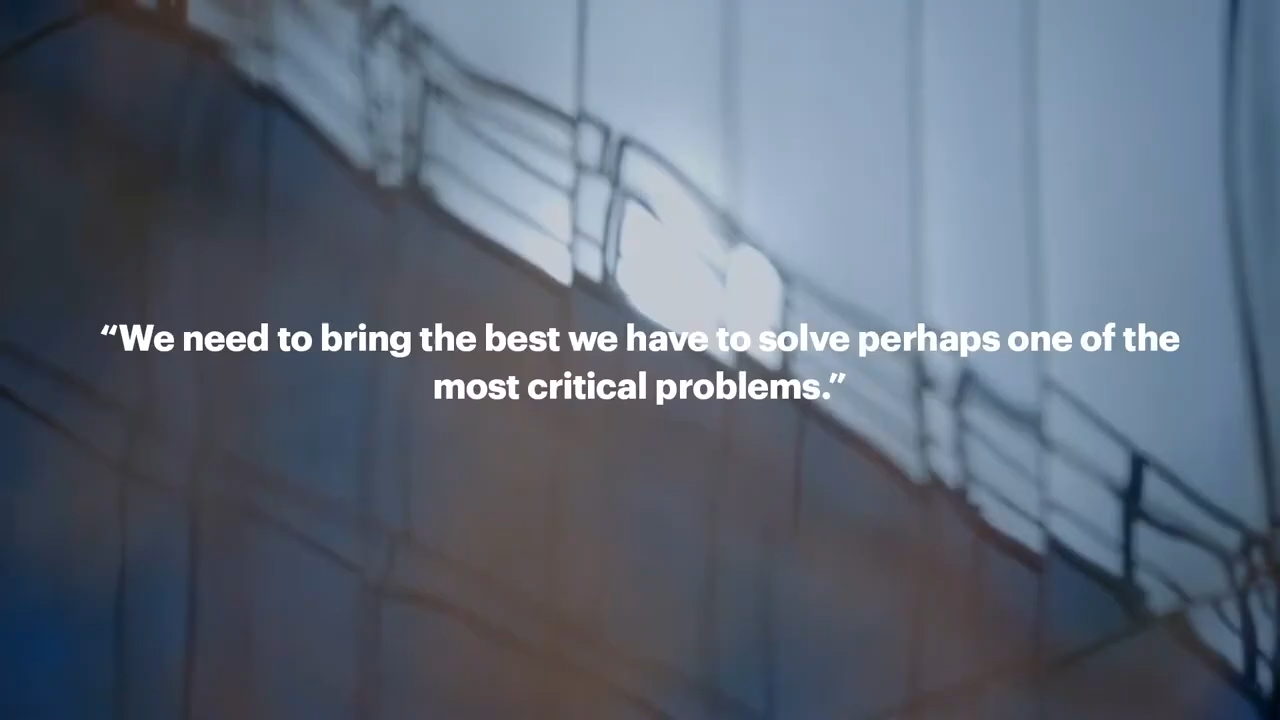 “We need to bring the best we have to solve perhaps one of the
most critical problems.”